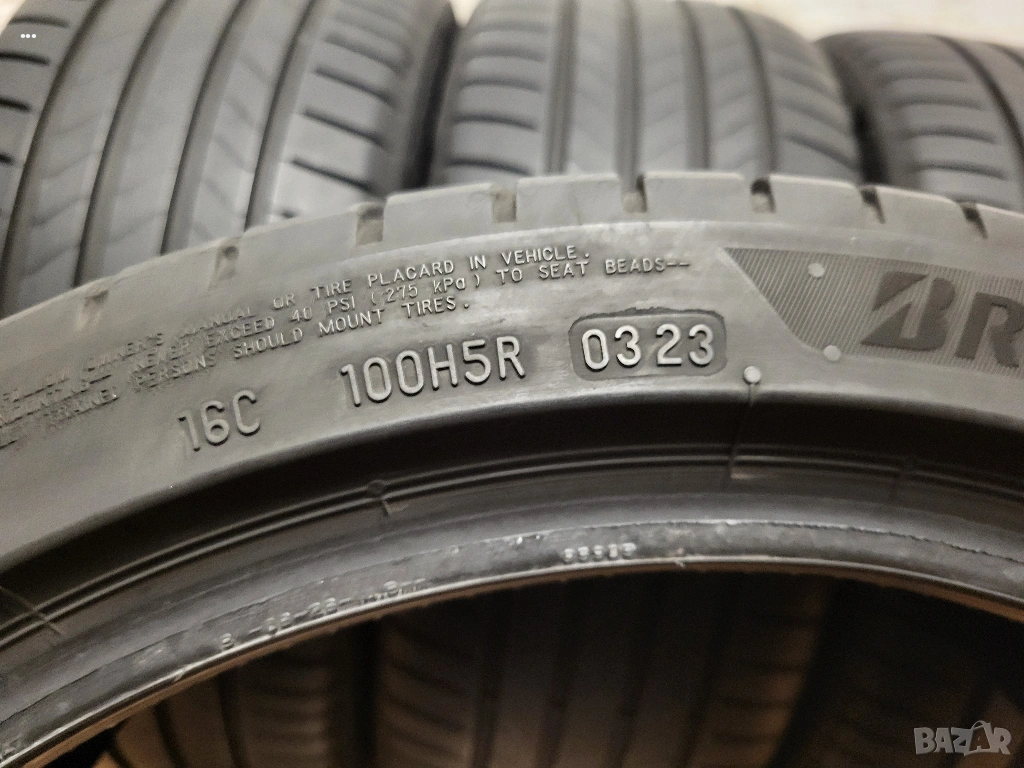 OR TIRE PLACARD IN VEHICLE.
NEVER EXCEED 40 PSI (275 kPa) TO SEAT BEADS--
PERSONS SHOULD MOUNT TIRES.
16C 100H5R 0323
BR
BAZAR